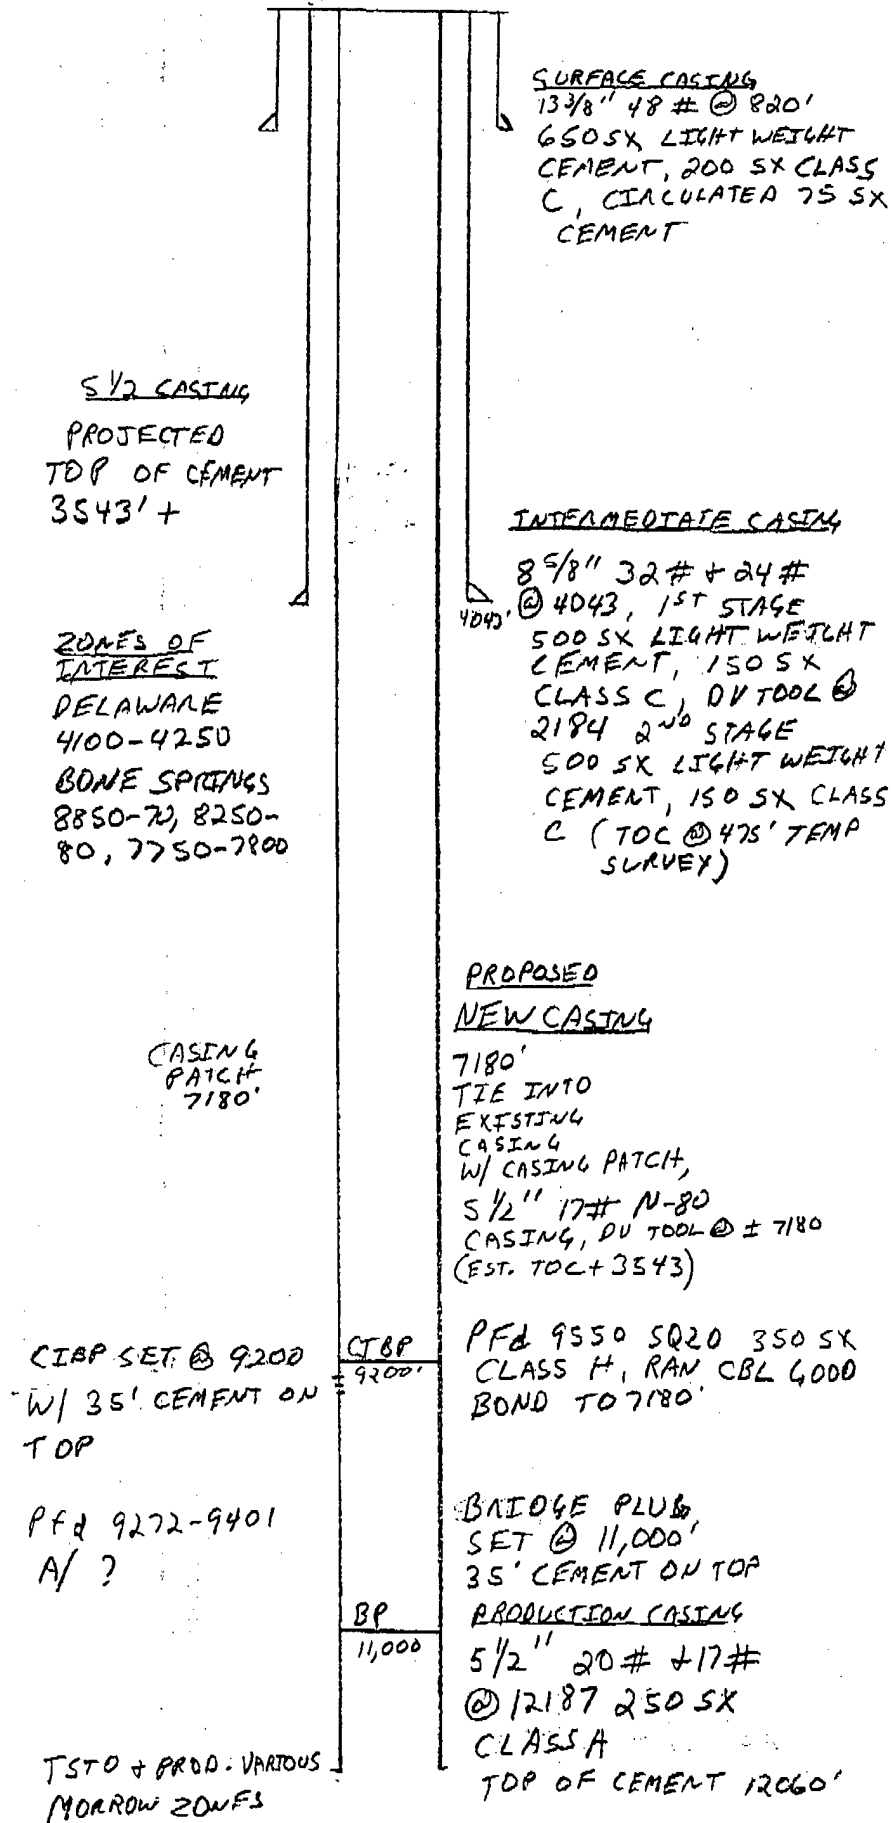 SURFACE CASING
13 3/8" 48 # @ 820'
650 SX LIGHT WEIGHT
CEMENT, 200 SX CLASS
C, CIRCULATED 75 SX
CEMENT
5 1/2 CASING
PROJECTED
TOP OF CEMENT
3543' +
INTERMEDIATE CASING
8 5/8" 32 # + 24 #
4043' @ 4043, 1ST STAGE
500 SX LIGHT WEIGHT
CEMENT, 150 SX
CLASS C, DV TOOL @
2184 2ND STAGE
500 SX LIGHT WEIGHT
CEMENT, 150 SX CLASS
C (TOC @ 475' TEMP
SURVEY)
ZONES OF
INTEREST
DELAWARE
4100-4250
BONE SPRINGS
8850-70, 8250-
80, 7750-7800
PROPOSED
NEW CASING
7180'
TIE INTO
EXISTING
CASING
W/ CASING PATCH,
5 1/2" 17# N-80
CASING, DV TOOL @ ± 7180
(EST. TOC + 3543)
CASING
PATCH
7180'
CIBP SET @ 9200
W/ 35' CEMENT ON
TOP
CIBP
9200'
PFd 9550 SQ20 350 SX
CLASS H, RAN CBL GOOD
BOND TO 7180'
PFd 9272-9401
A/ ?
BRIDGE PLUG,
SET @ 11,000'
35' CEMENT ON TOP
BP
11,000
PRODUCTION CASING
5 1/2" 20 # + 17#
@ 12187 250 SX
CLASS A
TOP OF CEMENT 12060'
TSTD + PROD. VARIOUS
MORROW ZONES